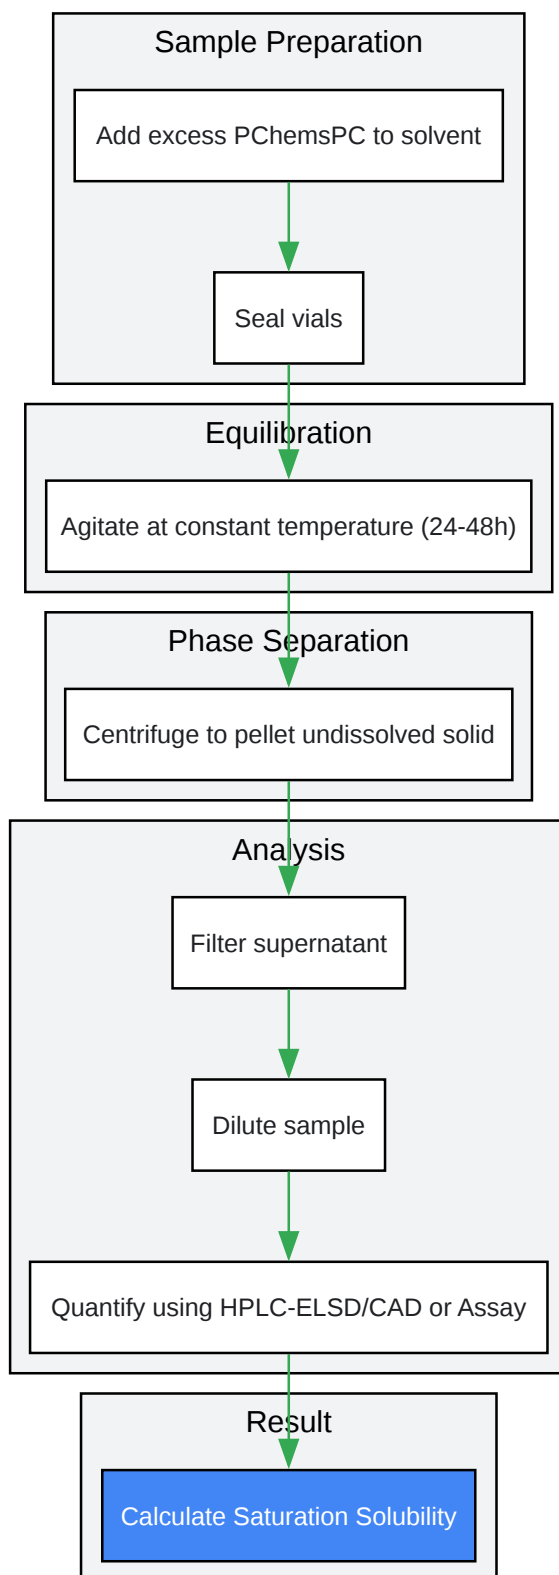 Sample Preparation
Add excess PChemsPC to solvent
Seal vials
Equilibration
Agitate at constant temperature (24-48h)
Phase Separation
Centrifuge to pellet undissolved solid
Analysis
Filter supernatant
Dilute sample
Quantify using HPLC-ELSD/CAD or Assay
Result
Calculate Saturation Solubility